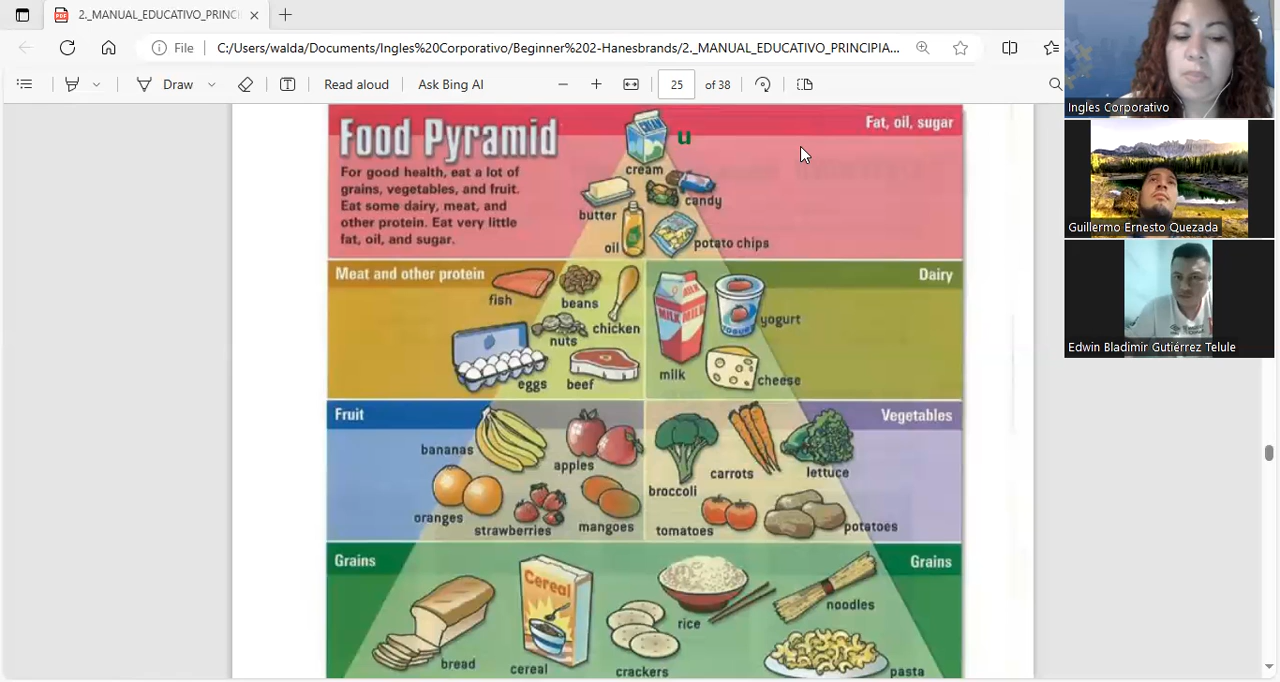 2._MANUAL_EDUCATIVO_PRINCI
File
C:/Users/walda/Documents/Ingles%20Corporativo/Beginner%202-Hanesbrands/2._MANUAL_EDUCATIVO_PRINCIPIA...
Draw
Read aloud
Ask Bing AI
25
of 38
Ingles Corporativo
Guillermo Ernesto Quezada
Edwin Bladimir Gutiérrez Telule
Food Pyramid
For good health, eat a lot of
grains, vegetables, and fruit.
Eat some dairy, meat, and
other protein. Eat very little
fat, oil, and sugar.
Fat, oil, sugar
CREAM
u
cream
candy
butter
oil
potato chips
Meat and other protein
fish
beans
chicken
nuts
eggs
beef
Dairy
MILK
MILK
yogurt
YOGURT
milk
cheese
Fruit
bananas
apples
oranges
strawberries
mangoes
Vegetables
broccoli
carrots
lettuce
tomatoes
potatoes
Grains
Cereal
bread
cereal
crackers
Grains
rice
noodles
pasta